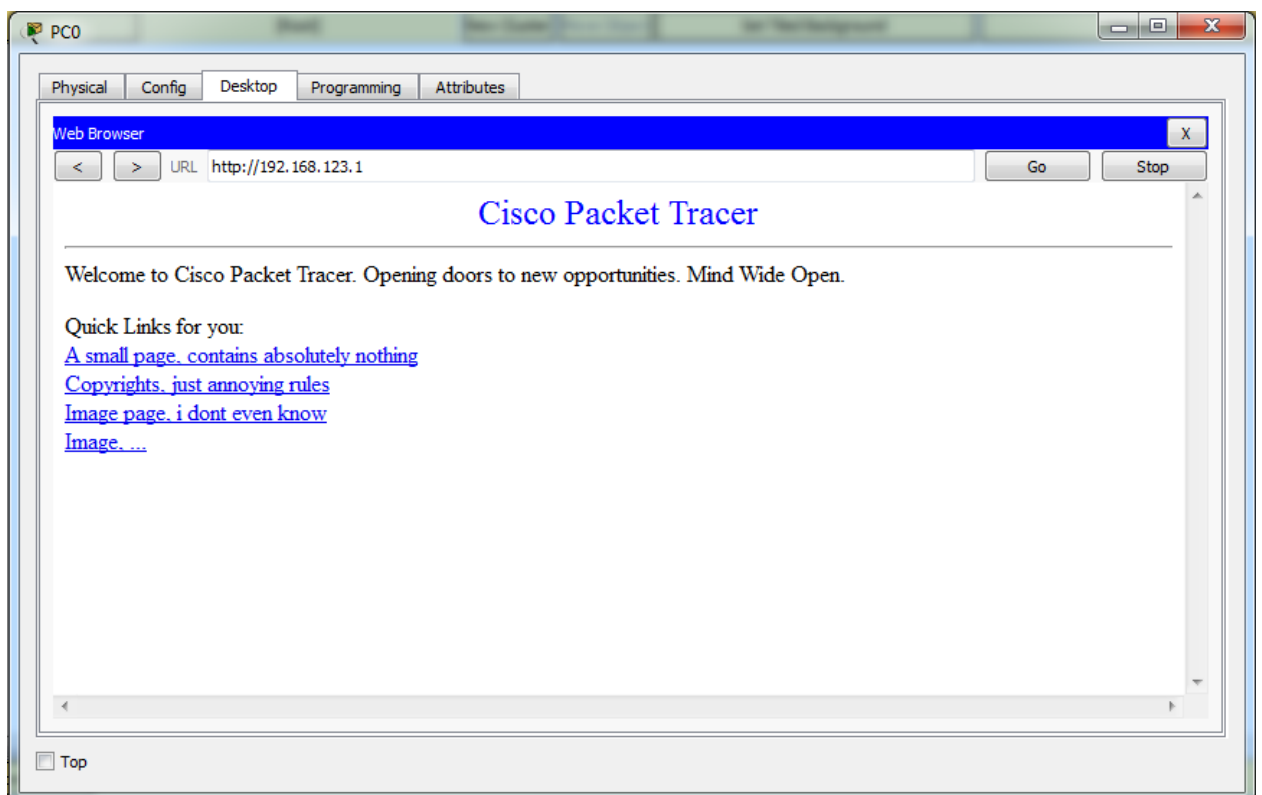 PC0
Physical Config Desktop Programming Attributes
Web Browser X
< > URL http://192.168.123.1 Go Stop
Cisco Packet Tracer
Welcome to Cisco Packet Tracer. Opening doors to new opportunities. Mind Wide Open.
Quick Links for you:
A small page, contains absolutely nothing
Copyrights, just annoying rules
Image page, i dont even know
Image, ...
Top